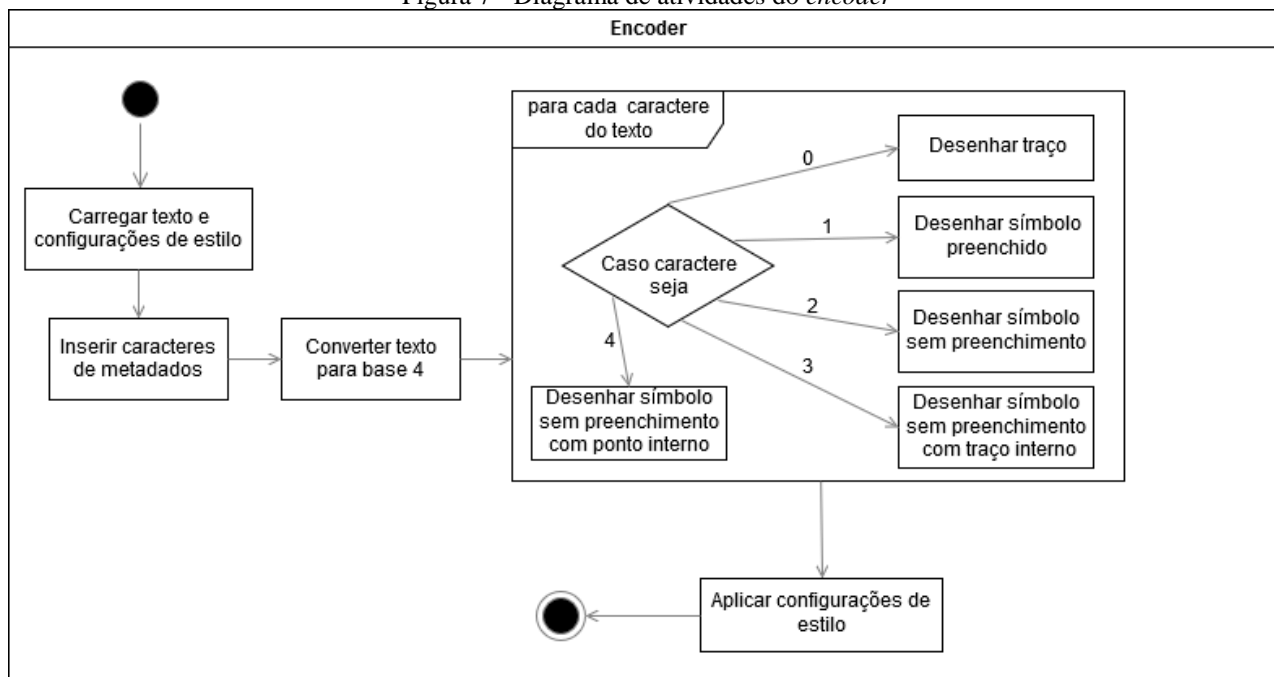 Figura 7 - Diagrama de atividades do encoder
Encoder
Carregar texto e
configurações de estilo
Inserir caracteres
de metadados
Converter texto
para base 4
para cada caractere
do texto
Caso caractere
seja
0
Desenhar traço
1
Desenhar símbolo
preenchido
2
Desenhar símbolo
sem preenchimento
3
Desenhar símbolo
sem preenchimento
com traço interno
4
Desenhar símbolo
sem preenchimento
com ponto interno
Aplicar configurações de
estilo